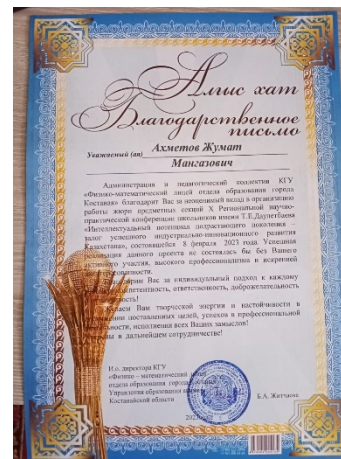 Алғыс хат
Благодарственное
письмо
Уважаемый (ая) Ахметов Жумат
Мангазович
Администрация и педагогический коллектив КГУ
«Физико-математический лицей отдела образования города
Костаная» благодарит Вас за неоценимый вклад в организацию
работы жюри предметных секций X Региональной научно-
практической конференции школьников имени Т.Е.Даулетбаева
«Интеллектуальный потенциал подрастающего поколения –
залог успешного индустриально-инновационного развития
Казахстана», состоявшейся 8 февраля 2023 года. Успешная
реализация данного проекта не состоялась бы без Вашего
активного участия, высокого профессионализма и искренней
Вас за индивидуальный подход к каждому
компетентность, ответственность, доброжелательность
Вам творческой энергии и настойчивости в
поставленных целей, успехов в профессиональной
исполнения всех Ваших замыслов!
в дальнейшем сотрудничестве!
И.о. директора КГУ
«Физико – математический лицей
отдела образования города Костаная»
Управления образования акимата
Костанайской области